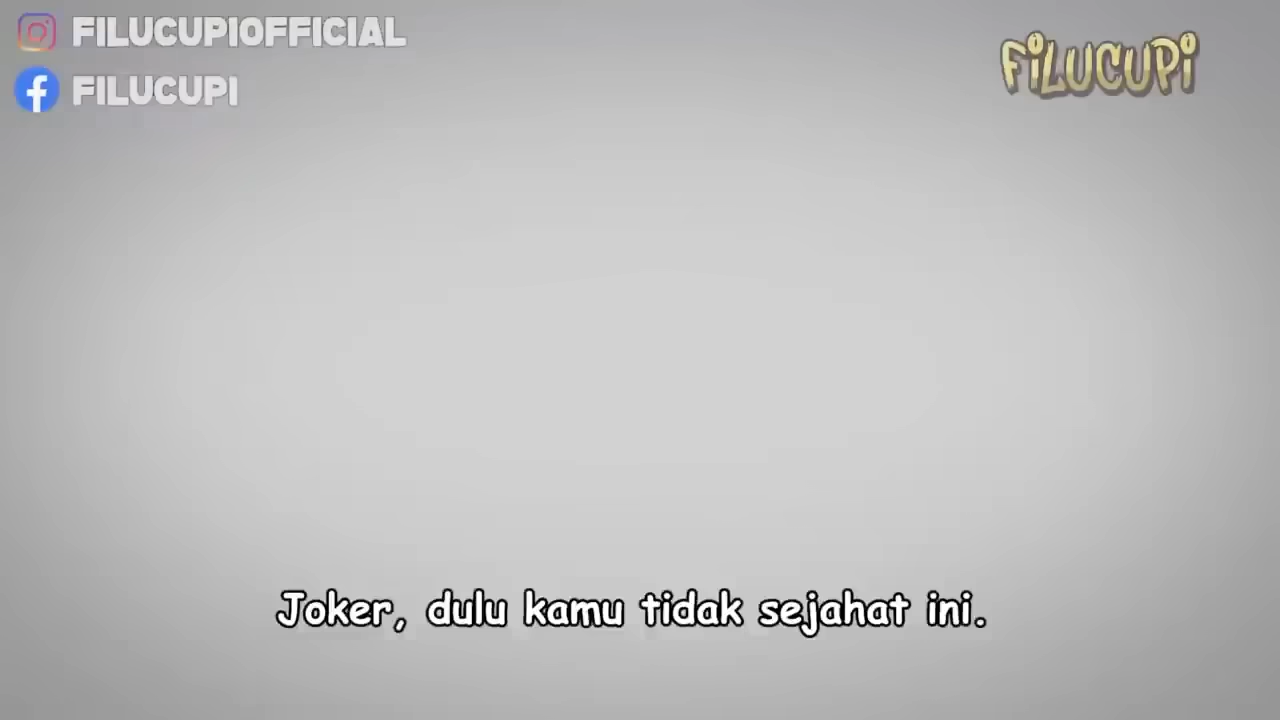 FILUCUPIOFFICIAL
FILUCUPI
FiLUCUPi
Joker, dulu kamu tidak sejahat ini.